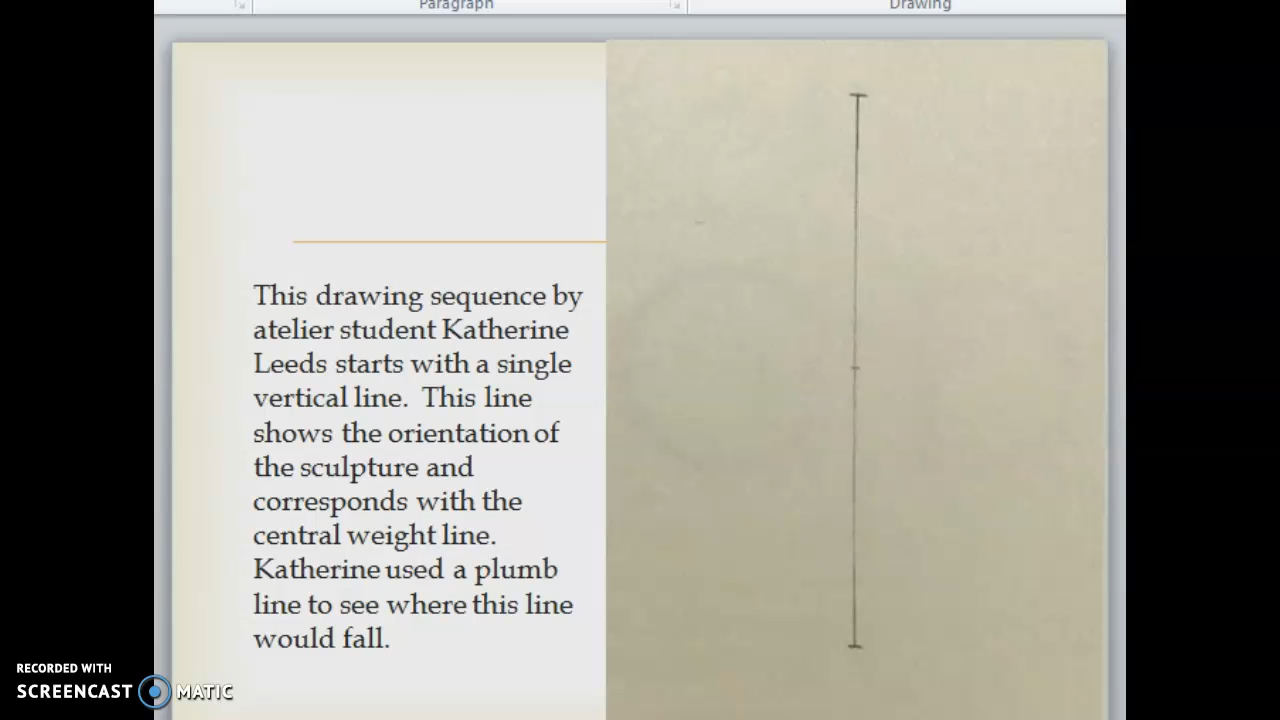 Paragraph
Drawing
This drawing sequence by
atelier student Katherine
Leeds starts with a single
vertical line.  This line
shows the orientation of
the sculpture and
corresponds with the
central weight line.
Katherine used a plumb
line to see where this line
would fall.
RECORDED WITH
SCREENCAST MATIC